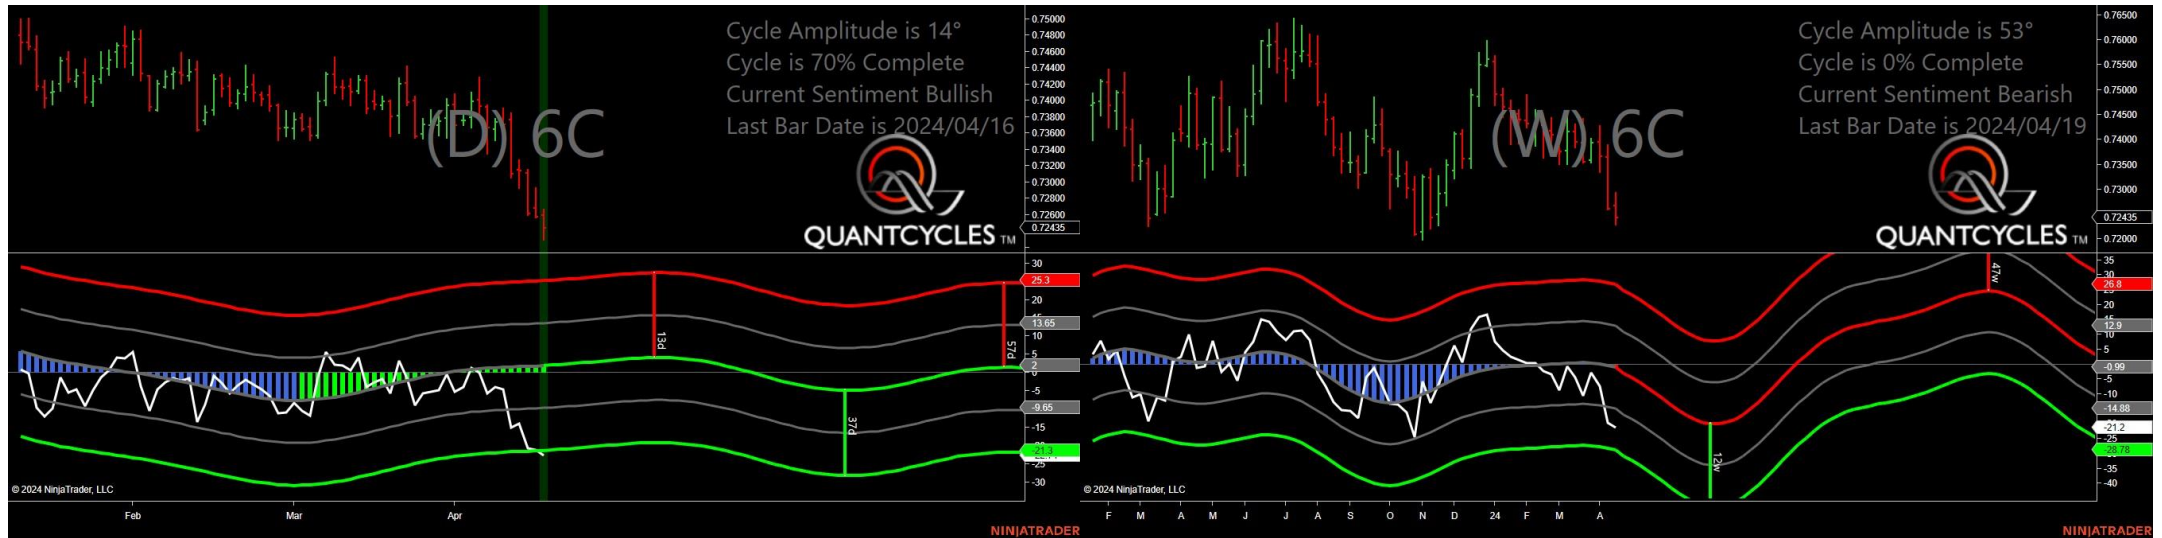 Cycle Amplitude is 14°
Cycle is 70% Complete
Current Sentiment Bullish
Last Bar Date is 2024/04/16
(D) 6C
QUANTCYCLES TM
0.75000
0.74800
0.74600
0.74400
0.74200
0.74000
0.73800
0.73600
0.73400
0.73200
0.73000
0.72800
0.72600
0.72435
30
25.3
20
13.65
10
5
2
0
-5
-9.65
-15
-21.3
-25
-30
13d
37d
57d
© 2024 NinjaTrader, LLC
Feb Mar Apr
NINJATRADER
Cycle Amplitude is 53°
Cycle is 0% Complete
Current Sentiment Bearish
Last Bar Date is 2024/04/19
(W) 6C
QUANTCYCLES TM
0.76500
0.76000
0.75500
0.75000
0.74500
0.74000
0.73500
0.73000
0.72435
0.72000
35
30
26.8
20
12.9
10
5
-0.99
-5
-10
-14.88
-21.2
-25
-28.78
-35
-40
47w
12w
© 2024 NinjaTrader, LLC
F M A M J J A S O N D 24 F M A
NINJATRADER